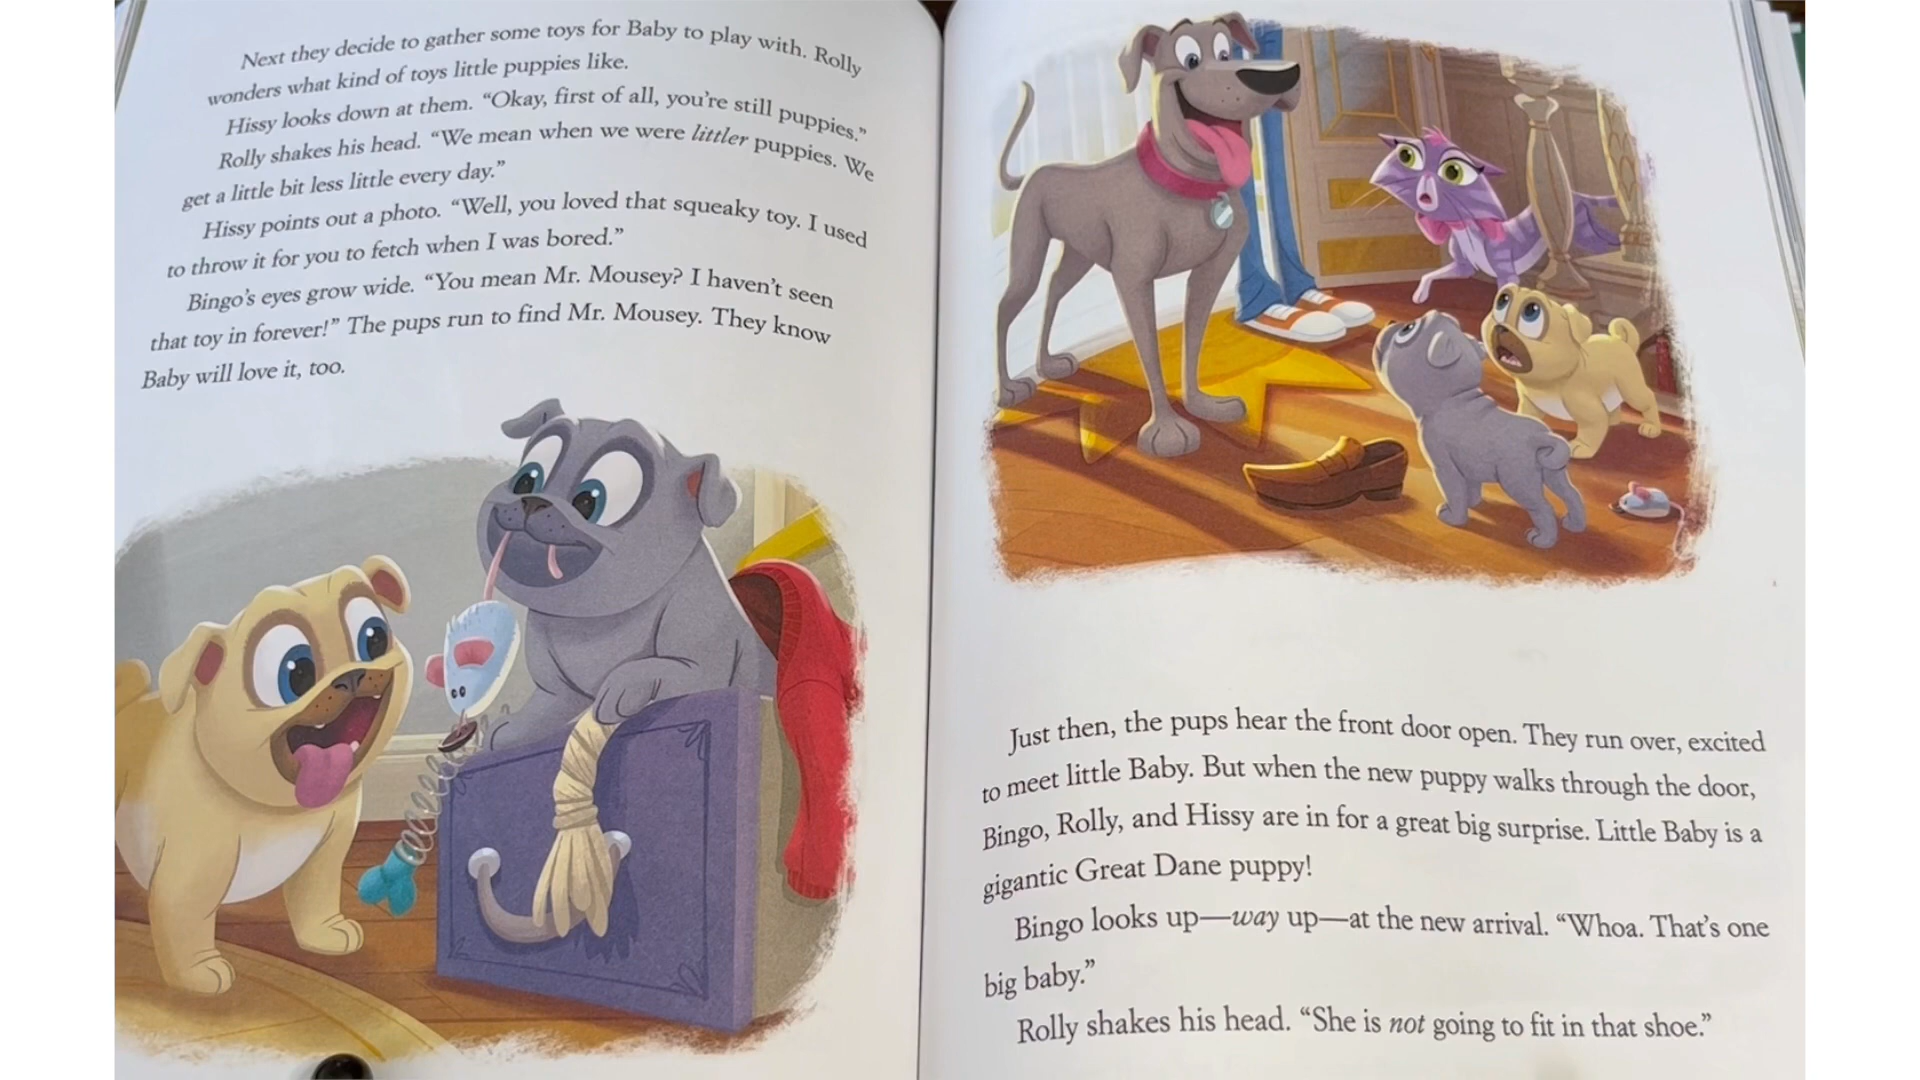 Next they decide to gather some toys for Baby to play with. Rolly
wonders what kind of toys little puppies like.
Hissy looks down at them. “Okay, first of all, you’re still puppies.”
Rolly shakes his head. “We mean when we were littler puppies. We
get a little bit less little every day.”
Hissy points out a photo. “Well, you loved that squeaky toy. I used
to throw it for you to fetch when I was bored.”
Bingo’s eyes grow wide. “You mean Mr. Mousey? I haven’t seen
that toy in forever!” The pups run to find Mr. Mousey. They know
Baby will love it, too.
Just then, the pups hear the front door open. They run over, excited
to meet little Baby. But when the new puppy walks through the door,
Bingo, Rolly, and Hissy are in for a great big surprise. Little Baby is a
gigantic Great Dane puppy!
Bingo looks up—way up—at the new arrival. “Whoa. That’s one
big baby.”
Rolly shakes his head. “She is not going to fit in that shoe.”